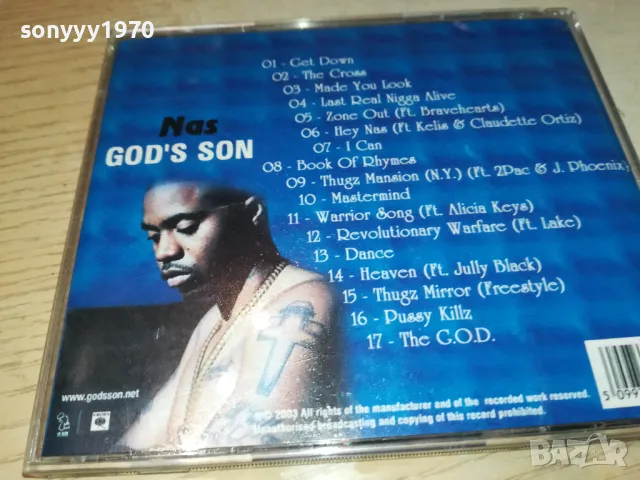 sonyyy1970
Nas
GOD'S SON
01 - Get Down
02 - The Cross
03 - Made You Look
04 - Last Real Nigga Alive
05 - Zone Out (Ft. Bravehearts)
06 - Hey Nas (Ft Kelis & Claudette Ortiz)
07 - I Can
08 - Book Of Rhymes
09 - Thugz Mansion (N.Y.) (Ft. 2Pac & J. Phoenix)
10 - Mastermind
11 - Warrior Song (Ft. Alicia Keys)
12 - Revolutionary Warfare (Ft. Lake)
13 - Dance
14 - Heaven (Ft. Jully Black)
15 - Thugz Mirror (Freestyle)
16 - Pussy Killz
17 - The G.O.D.
www.godsson.net
© 2003 All rights of the manufacturer and of the recorded work reserved.
Unauthorised broadcasting and copying of this record prohibited.
5 099
bazar